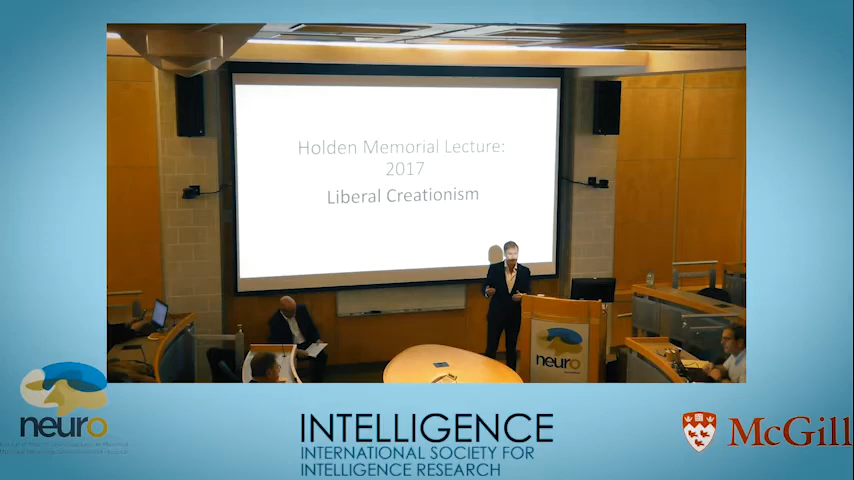 Holden Memorial Lecture:
2017
Liberal Creationism
neuro
neuro
INTELLIGENCE
INTERNATIONAL SOCIETY FOR
INTELLIGENCE RESEARCH
McGill